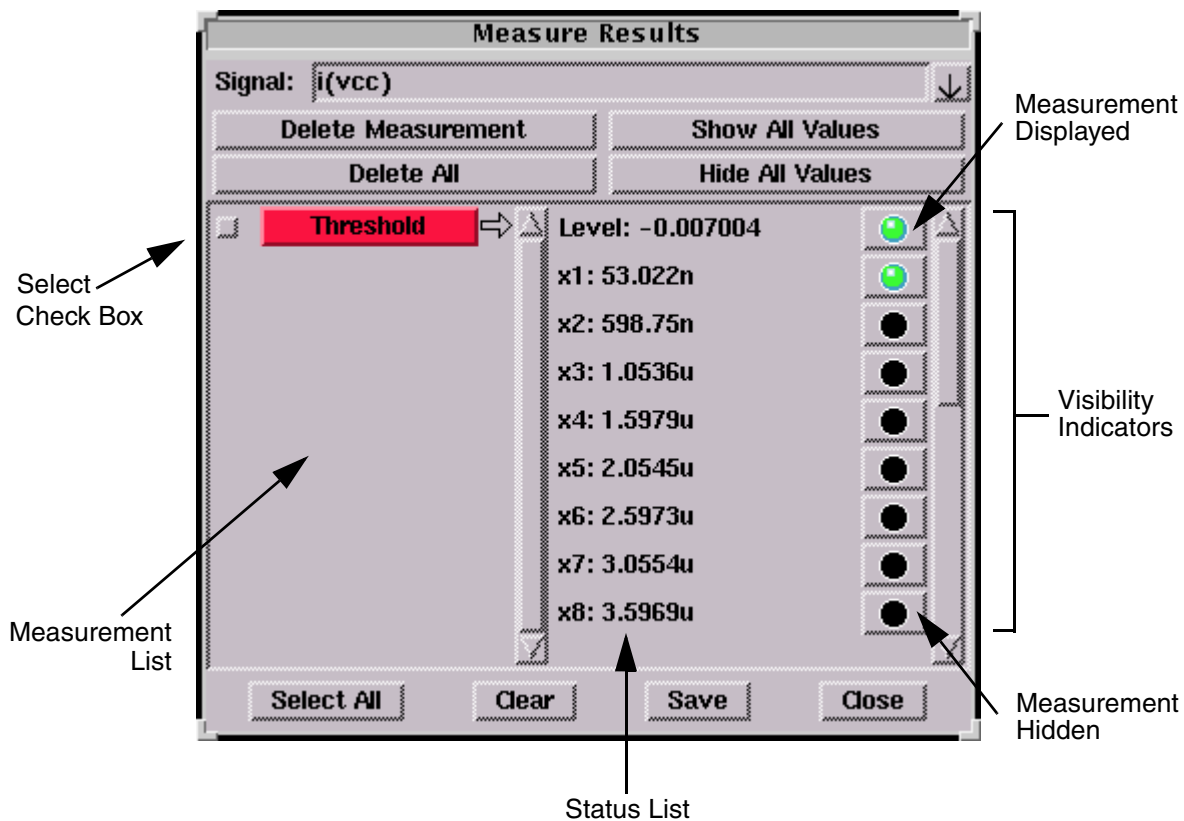 Measure Results
Signal: i(vcc)
Delete Measurement
Show All Values
Delete All
Hide All Values
Threshold
Level: -0.007004
x1: 53.022n
x2: 598.75n
x3: 1.0536u
x4: 1.5979u
x5: 2.0545u
x6: 2.5973u
x7: 3.0554u
x8: 3.5969u
Select All
Clear
Save
Close
Measurement
Displayed
Select
Check Box
Visibility
Indicators
Measurement
List
Measurement
Hidden
Status List